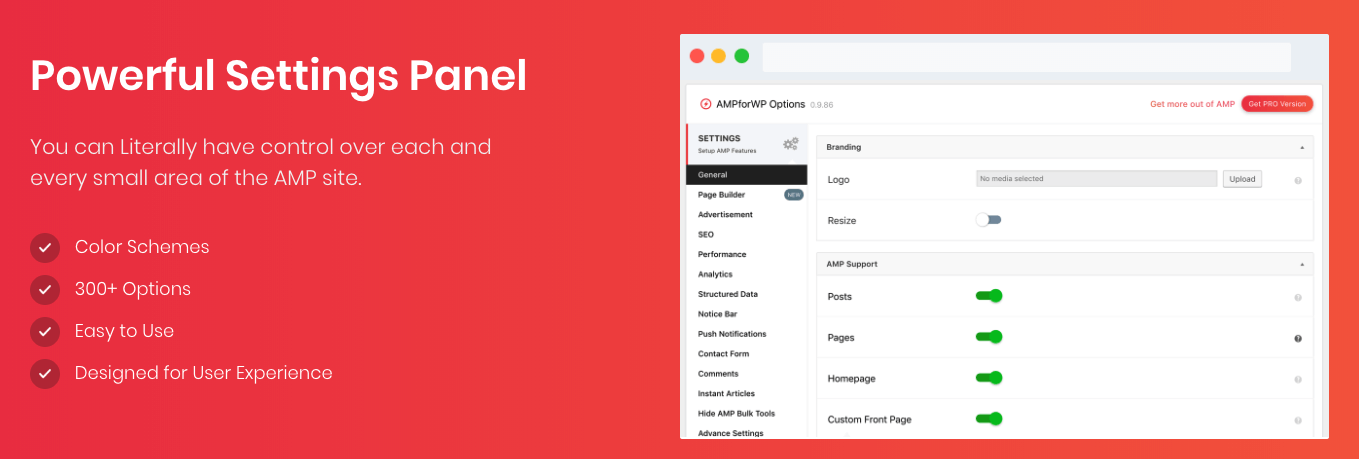 Powerful Settings Panel
You can Literally have control over each and
every small area of the AMP site.
Color Schemes
300+ Options
Easy to Use
Designed for User Experience
AMPforWP Options 0.9.86
Get more out of AMP Get PRO Version
SETTINGS
Setup AMP Features
General
Page Builder NEW
Advertisement
SEO
Performance
Analytics
Structured Data
Notice Bar
Push Notifications
Contact Form
Comments
Instant Articles
Hide AMP Bulk Tools
Advance Settings
Branding
Logo No media selected Upload
Resize
AMP Support
Posts
Pages
Homepage
Custom Front Page